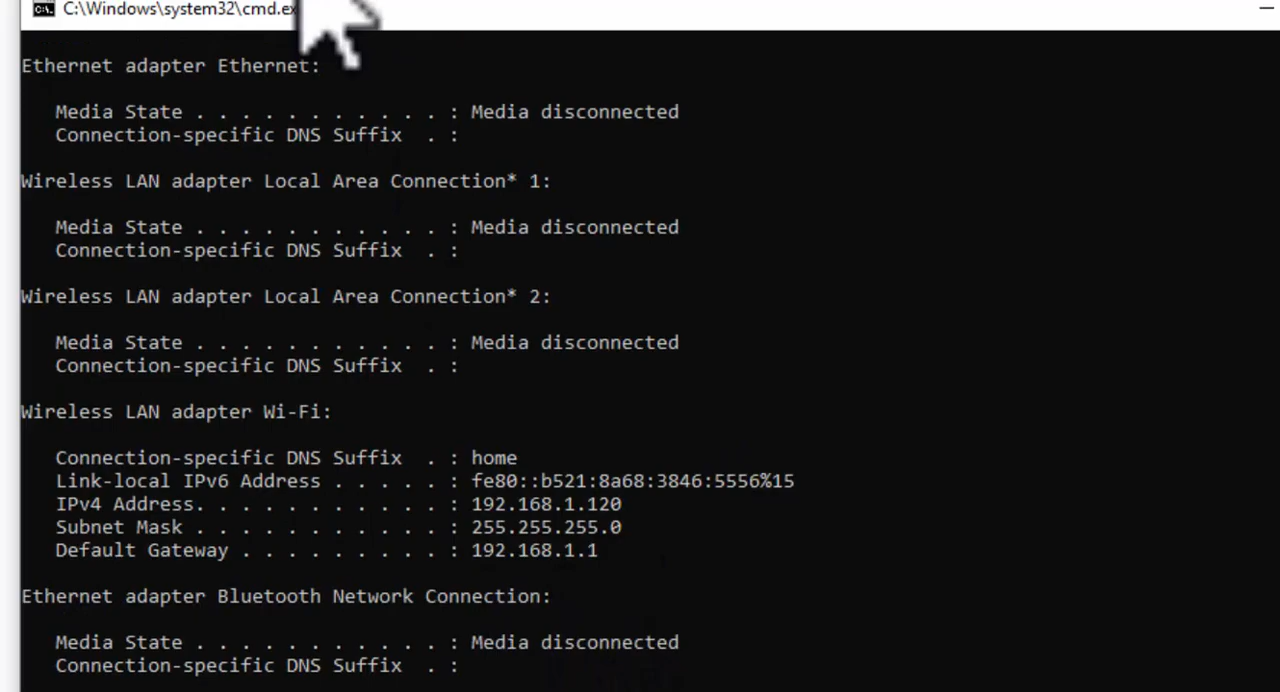 C:\Windows\system32\cmd.ex
Ethernet adapter Ethernet:
Media State . . . . . . . . . . . : Media disconnected
Connection-specific DNS Suffix  . :
Wireless LAN adapter Local Area Connection* 1:
Media State . . . . . . . . . . . : Media disconnected
Connection-specific DNS Suffix  . :
Wireless LAN adapter Local Area Connection* 2:
Media State . . . . . . . . . . . : Media disconnected
Connection-specific DNS Suffix  . :
Wireless LAN adapter Wi-Fi:
Connection-specific DNS Suffix  . : home
Link-local IPv6 Address . . . . . : fe80::b521:8a68:3846:5556%15
IPv4 Address. . . . . . . . . . . : 192.168.1.120
Subnet Mask . . . . . . . . . . . : 255.255.255.0
Default Gateway . . . . . . . . . : 192.168.1.1
Ethernet adapter Bluetooth Network Connection:
Media State . . . . . . . . . . . : Media disconnected
Connection-specific DNS Suffix  . :